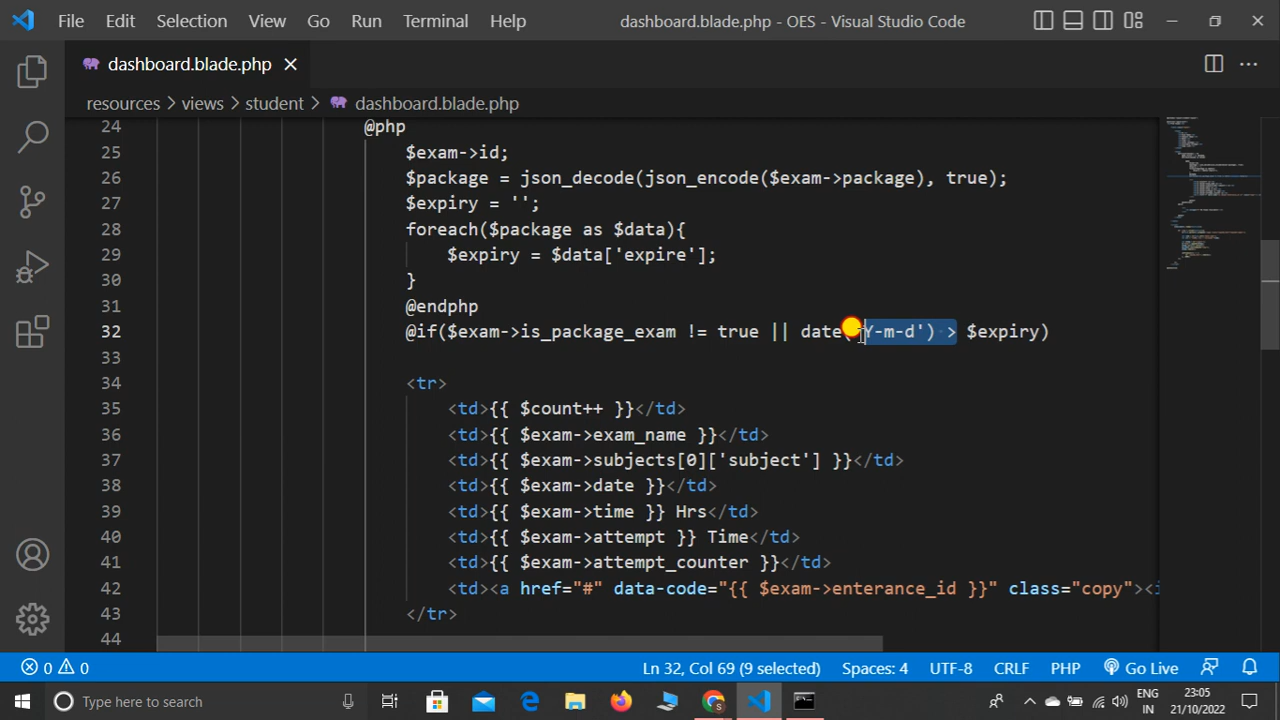 File Edit Selection View Go Run Terminal Help dashboard.blade.php - OES - Visual Studio Code
dashboard.blade.php
resources > views > student > dashboard.blade.php
24 @php
25 $exam->id;
26 $package = json_decode(json_encode($exam->package), true);
27 $expiry = '';
28 foreach($package as $data){
29 $expiry = $data['expire'];
30 }
31 @endphp
32 @if($exam->is_package_exam != true || date('Y-m-d') > $expiry)
33
34 <tr>
35 <td>{{ $count++ }}</td>
36 <td>{{ $exam->exam_name }}</td>
37 <td>{{ $exam->subjects[0]['subject'] }}</td>
38 <td>{{ $exam->date }}</td>
39 <td>{{ $exam->time }} Hrs</td>
40 <td>{{ $exam->attempt }} Time</td>
41 <td>{{ $exam->attempt_counter }}</td>
42 <td><a href="#" data-code="{{ $exam->enterance_id }}" class="copy"><i
43 </tr>
44
0 0 Ln 32, Col 69 (9 selected) Spaces: 4 UTF-8 CRLF PHP Go Live
Type here to search ENG IN 23:05 21/10/2022